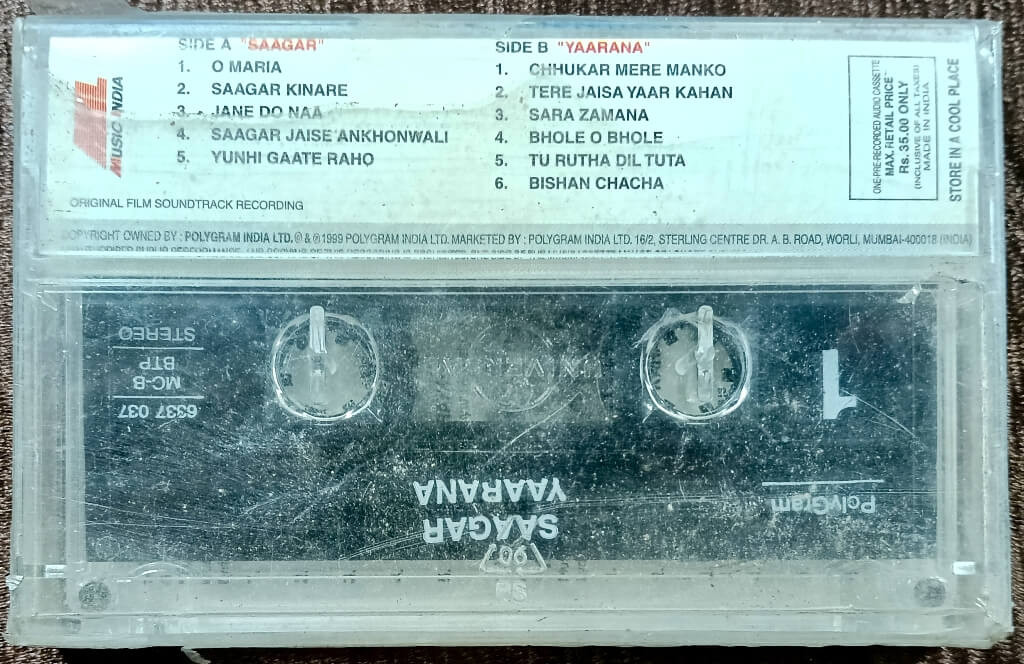 SIDE A "SAAGAR"
1. O MARIA
2. SAAGAR KINARE
3. JANE DO NAA
4. SAAGAR JAISE ANKHONWALI
5. YUNHI GAATE RAHO
SIDE B "YAARANA"
1. CHHUKAR MERE MANKO
2. TERE JAISA YAAR KAHAN
3. SARA ZAMANA
4. BHOLE O BHOLE
5. TU RUTHA DIL TUTA
6. BISHAN CHACHA
MUSIC INDIA
ONE-PRE-RECORDED AUDIO CASSETTE
MAX. RETAIL PRICE
Rs. 35.00 ONLY
(INCLUSIVE OF ALL TAXES)
MADE IN INDIA
STORE IN A COOL PLACE
ORIGINAL FILM SOUNDTRACK RECORDING
COPYRIGHT OWNED BY : POLYGRAM INDIA LTD. © & ℗ 1999 POLYGRAM INDIA LTD. MARKETED BY : POLYGRAM INDIA LTD. 16/2, STERLING CENTRE DR. A. B. ROAD, WORLI, MUMBAI-400018 (INDIA)
STEREO
BTP
MC-B
6337 037
UNIVERSAL
1
PolyGram
SAAGAR
YAARANA
907
PS